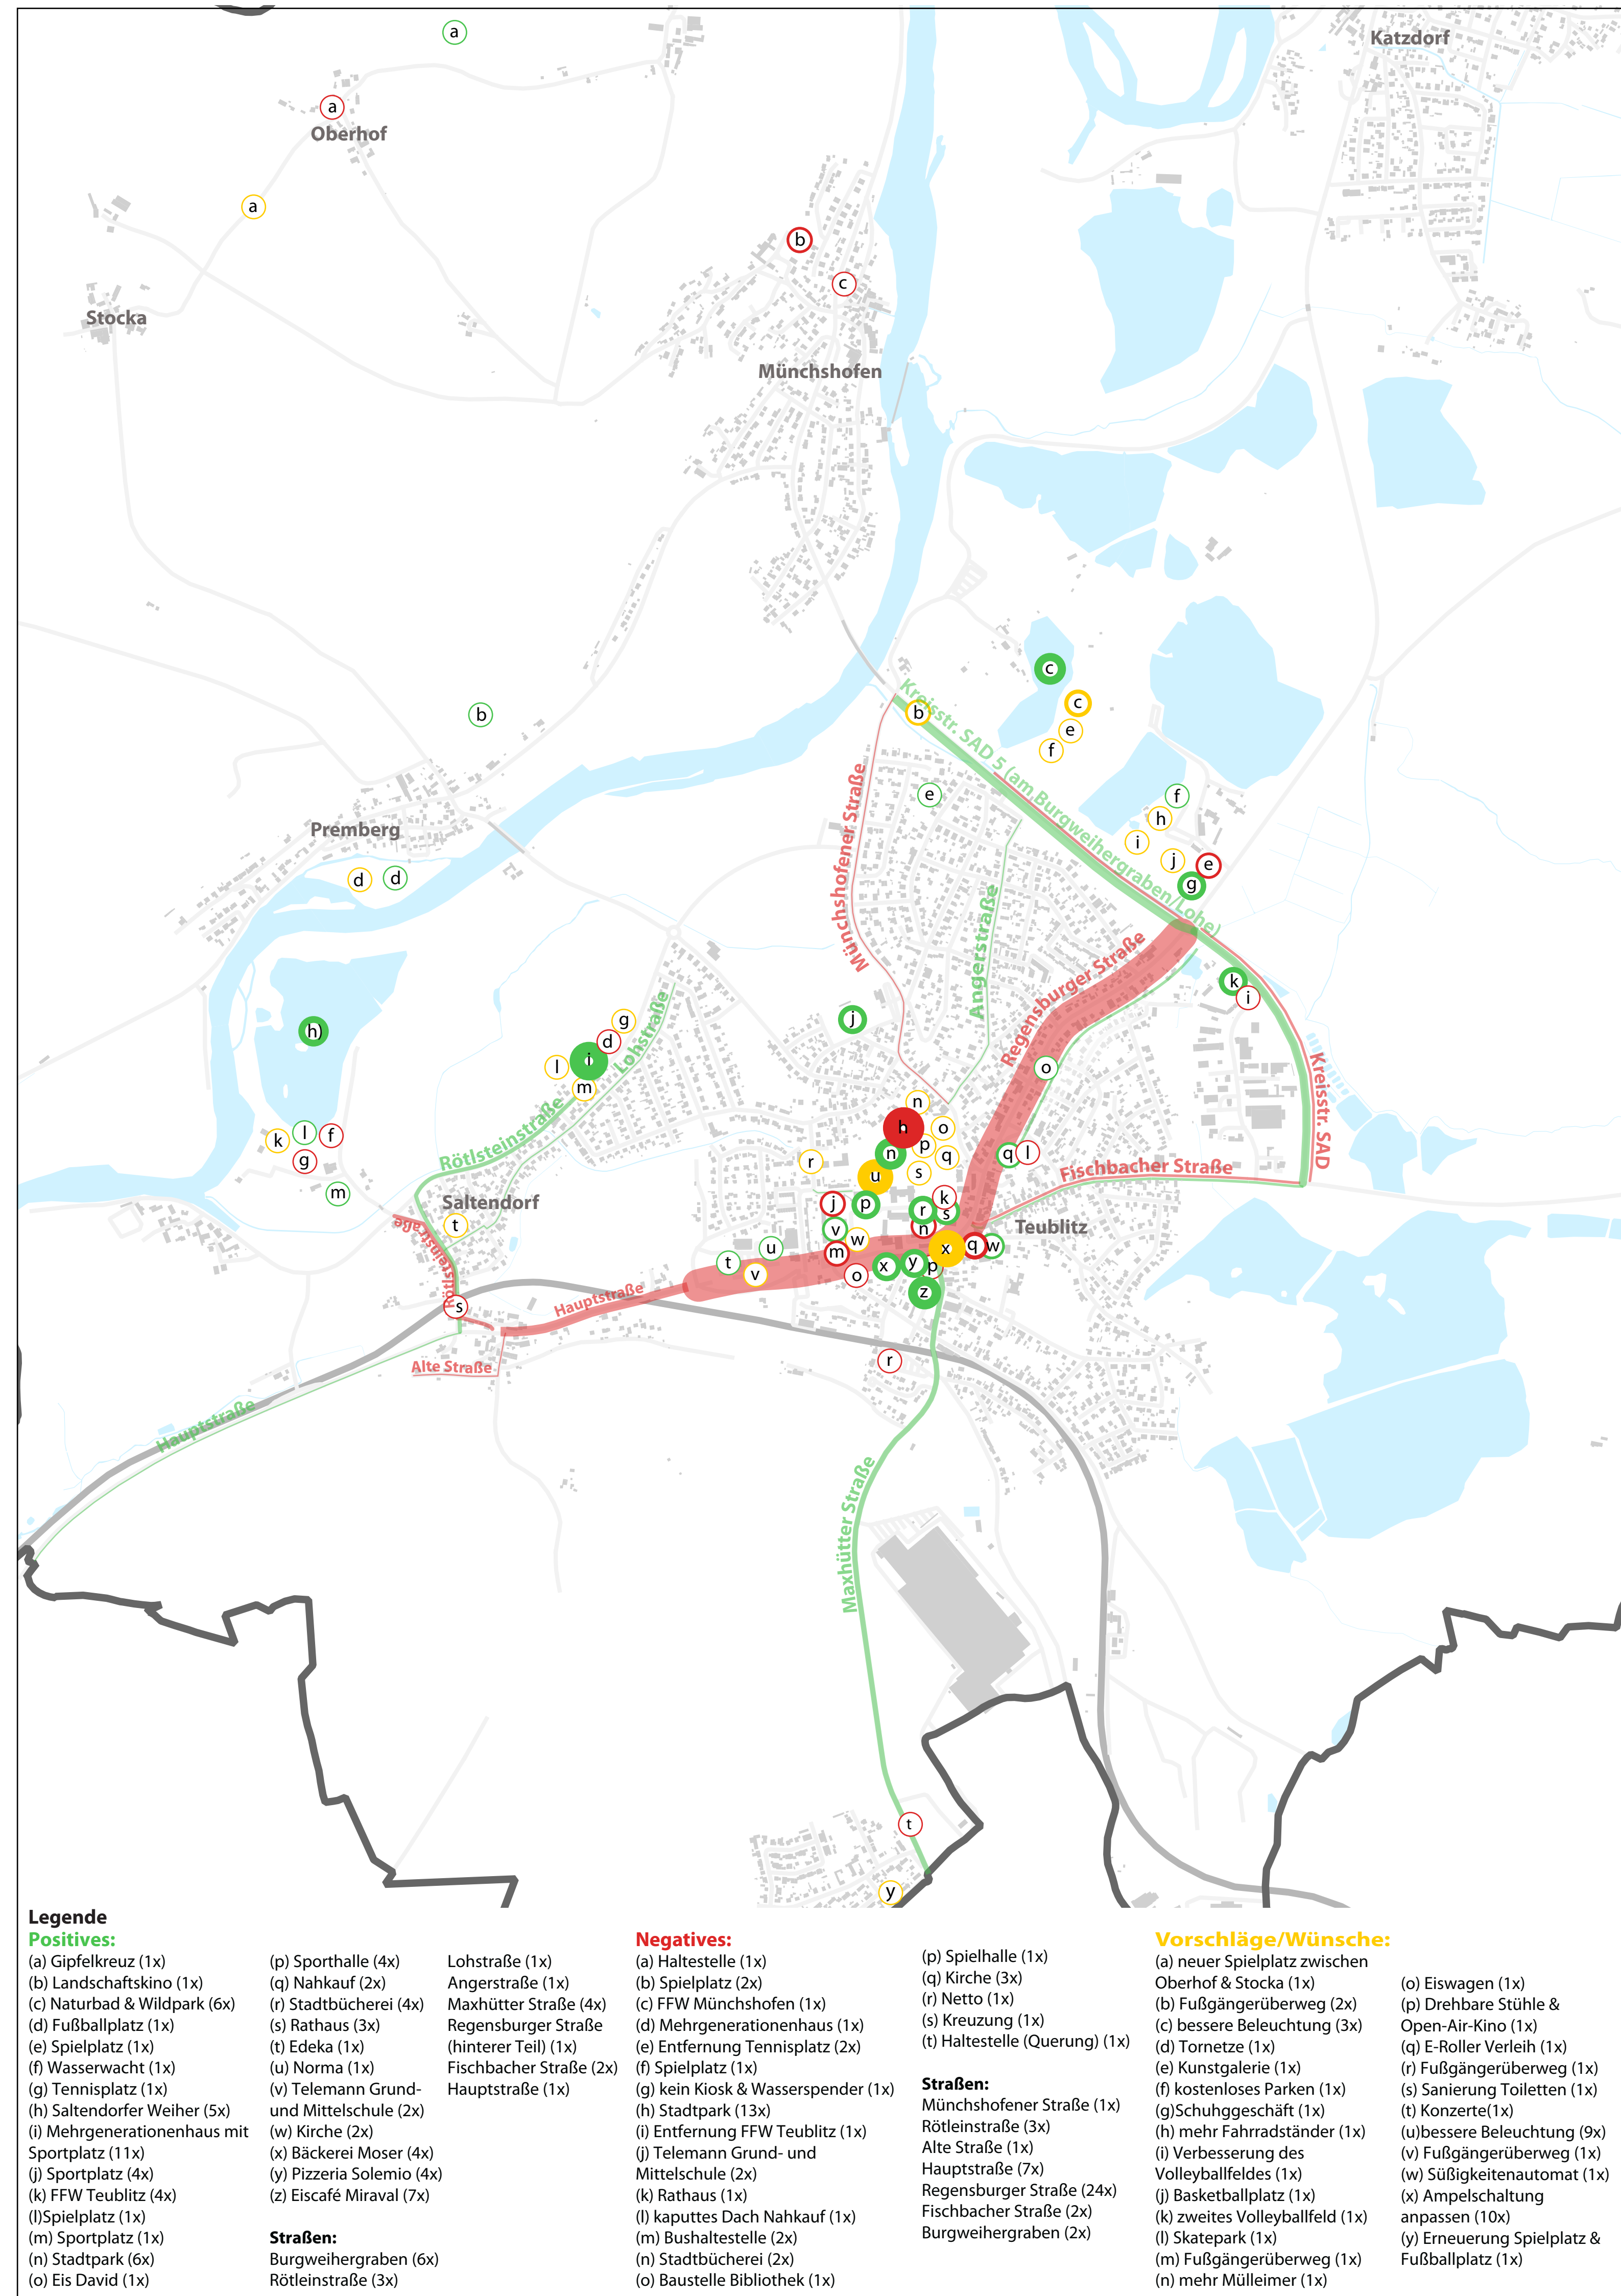 Katzdorf
a
a
Oberhof
a
b
c
Stocka
Münchshofen
c
c
b
e
f
Kreisstr. SAD 5 (am Burgweihergraben/Lohe)
b
Münchshofener Straße
e
f
h
i
j
e
g
Premberg
d
d
Angerstraße
Regensburger Straße
k
i
h)
j
g
d
i
l
m
Lohstraße
o
Kreisstr. SAD
n
h
o
p
k
l
f
g
n
q
q
l
r
s
Rötlsteinstraße
Fischbacher Straße
u
m
Saltendorf
j
p
k
r
s
t
v
n
Teublitz
w
u
m
x
q
w
t
v
o
x
y
p
z
Hauptstraße
s
Alte Straße
r
Hauptstraße
Maxhütter Straße
t
y
Legende
Positives:
(a) Gipfelkreuz (1x)
(b) Landschaftskino (1x)
(c) Naturbad & Wildpark (6x)
(d) Fußballplatz (1x)
(e) Spielplatz (1x)
(f) Wasserwacht (1x)
(g) Tennisplatz (1x)
(h) Saltendorfer Weiher (5x)
(i) Mehrgenerationenhaus mit
Sportplatz (11x)
(j) Sportplatz (4x)
(k) FFW Teublitz (4x)
(l)Spielplatz (1x)
(m) Sportplatz (1x)
(n) Stadtpark (6x)
(o) Eis David (1x)
(p) Sporthalle (4x)
(q) Nahkauf (2x)
(r) Stadtbücherei (4x)
(s) Rathaus (3x)
(t) Edeka (1x)
(u) Norma (1x)
(v) Telemann Grund-
und Mittelschule (2x)
(w) Kirche (2x)
(x) Bäckerei Moser (4x)
(y) Pizzeria Solemio (4x)
(z) Eiscafé Miraval (7x)
Straßen:
Burgweihergraben (6x)
Rötleinstraße (3x)
Lohstraße (1x)
Angerstraße (1x)
Maxhütter Straße (4x)
Regensburger Straße
(hinterer Teil) (1x)
Fischbacher Straße (2x)
Hauptstraße (1x)
Negatives:
(a) Haltestelle (1x)
(b) Spielplatz (2x)
(c) FFW Münchshofen (1x)
(d) Mehrgenerationenhaus (1x)
(e) Entfernung Tennisplatz (2x)
(f) Spielplatz (1x)
(g) kein Kiosk & Wasserspender (1x)
(h) Stadtpark (13x)
(i) Entfernung FFW Teublitz (1x)
(j) Telemann Grund- und
Mittelschule (2x)
(k) Rathaus (1x)
(l) kaputtes Dach Nahkauf (1x)
(m) Bushaltestelle (2x)
(n) Stadtbücherei (2x)
(o) Baustelle Bibliothek (1x)
(p) Spielhalle (1x)
(q) Kirche (3x)
(r) Netto (1x)
(s) Kreuzung (1x)
(t) Haltestelle (Querung) (1x)
Straßen:
Münchshofener Straße (1x)
Rötleinstraße (3x)
Alte Straße (1x)
Hauptstraße (7x)
Regensburger Straße (24x)
Fischbacher Straße (2x)
Burgweihergraben (2x)
Vorschläge/Wünsche:
(a) neuer Spielplatz zwischen
Oberhof & Stocka (1x)
(b) Fußgängerüberweg (2x)
(c) bessere Beleuchtung (3x)
(d) Tornetze (1x)
(e) Kunstgalerie (1x)
(f) kostenloses Parken (1x)
(g)Schuhggeschäft (1x)
(h) mehr Fahrradständer (1x)
(i) Verbesserung des
Volleyballfeldes (1x)
(j) Basketballplatz (1x)
(k) zweites Volleyballfeld (1x)
(l) Skatepark (1x)
(m) Fußgängerüberweg (1x)
(n) mehr Mülleimer (1x)
(o) Eiswagen (1x)
(p) Drehbare Stühle &
Open-Air-Kino (1x)
(q) E-Roller Verleih (1x)
(r) Fußgängerüberweg (1x)
(s) Sanierung Toiletten (1x)
(t) Konzerte(1x)
(u)bessere Beleuchtung (9x)
(v) Fußgängerüberweg (1x)
(w) Süßigkeitenautomat (1x)
(x) Ampelschaltung
anpassen (10x)
(y) Erneuerung Spielplatz &
Fußballplatz (1x)